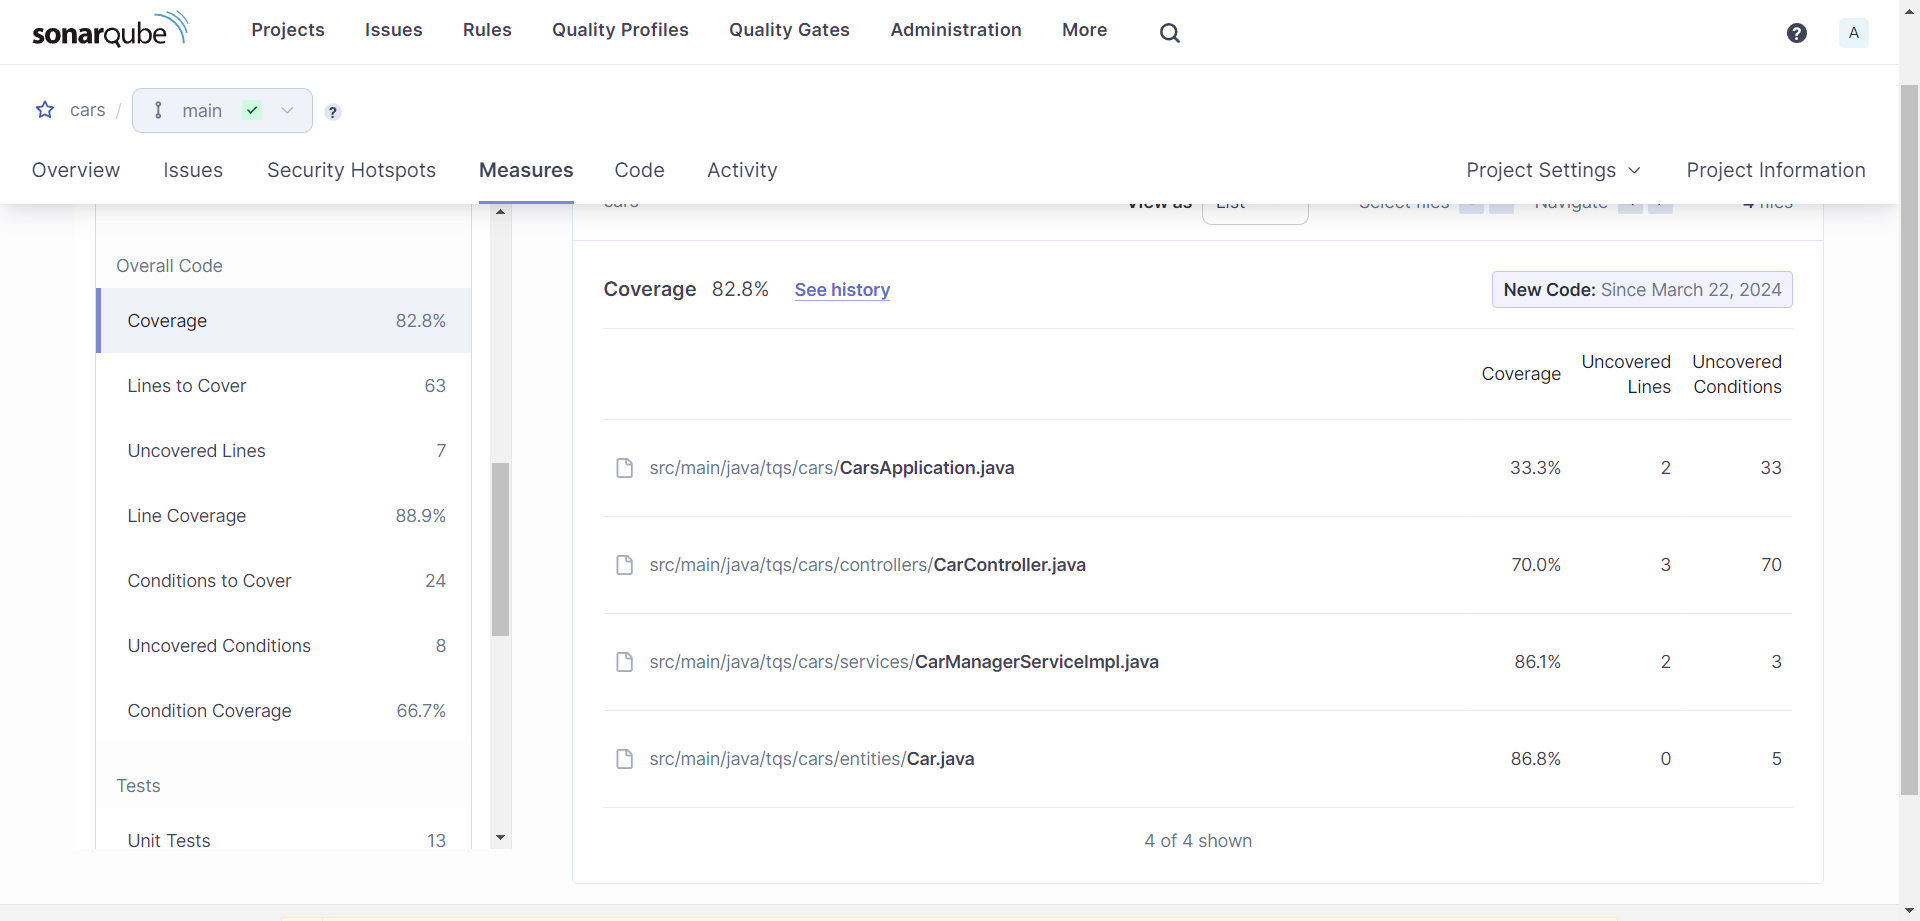 sonarqube Projects Issues Rules Quality Profiles Quality Gates Administration More ? A
cars / main ?
Overview Issues Security Hotspots Measures Code Activity Project Settings Project Information
cars View as List Select files Navigate 4 files
Overall Code
Coverage 82.8%
Lines to Cover 63
Uncovered Lines 7
Line Coverage 88.9%
Conditions to Cover 24
Uncovered Conditions 8
Condition Coverage 66.7%
Tests
Unit Tests 13
Coverage 82.8% See history New Code: Since March 22, 2024
Coverage Uncovered Lines Uncovered Conditions
src/main/java/tqs/cars/CarsApplication.java 33.3% 2 33
src/main/java/tqs/cars/controllers/CarController.java 70.0% 3 70
src/main/java/tqs/cars/services/CarManagerServiceImpl.java 86.1% 2 3
src/main/java/tqs/cars/entities/Car.java 86.8% 0 5
4 of 4 shown